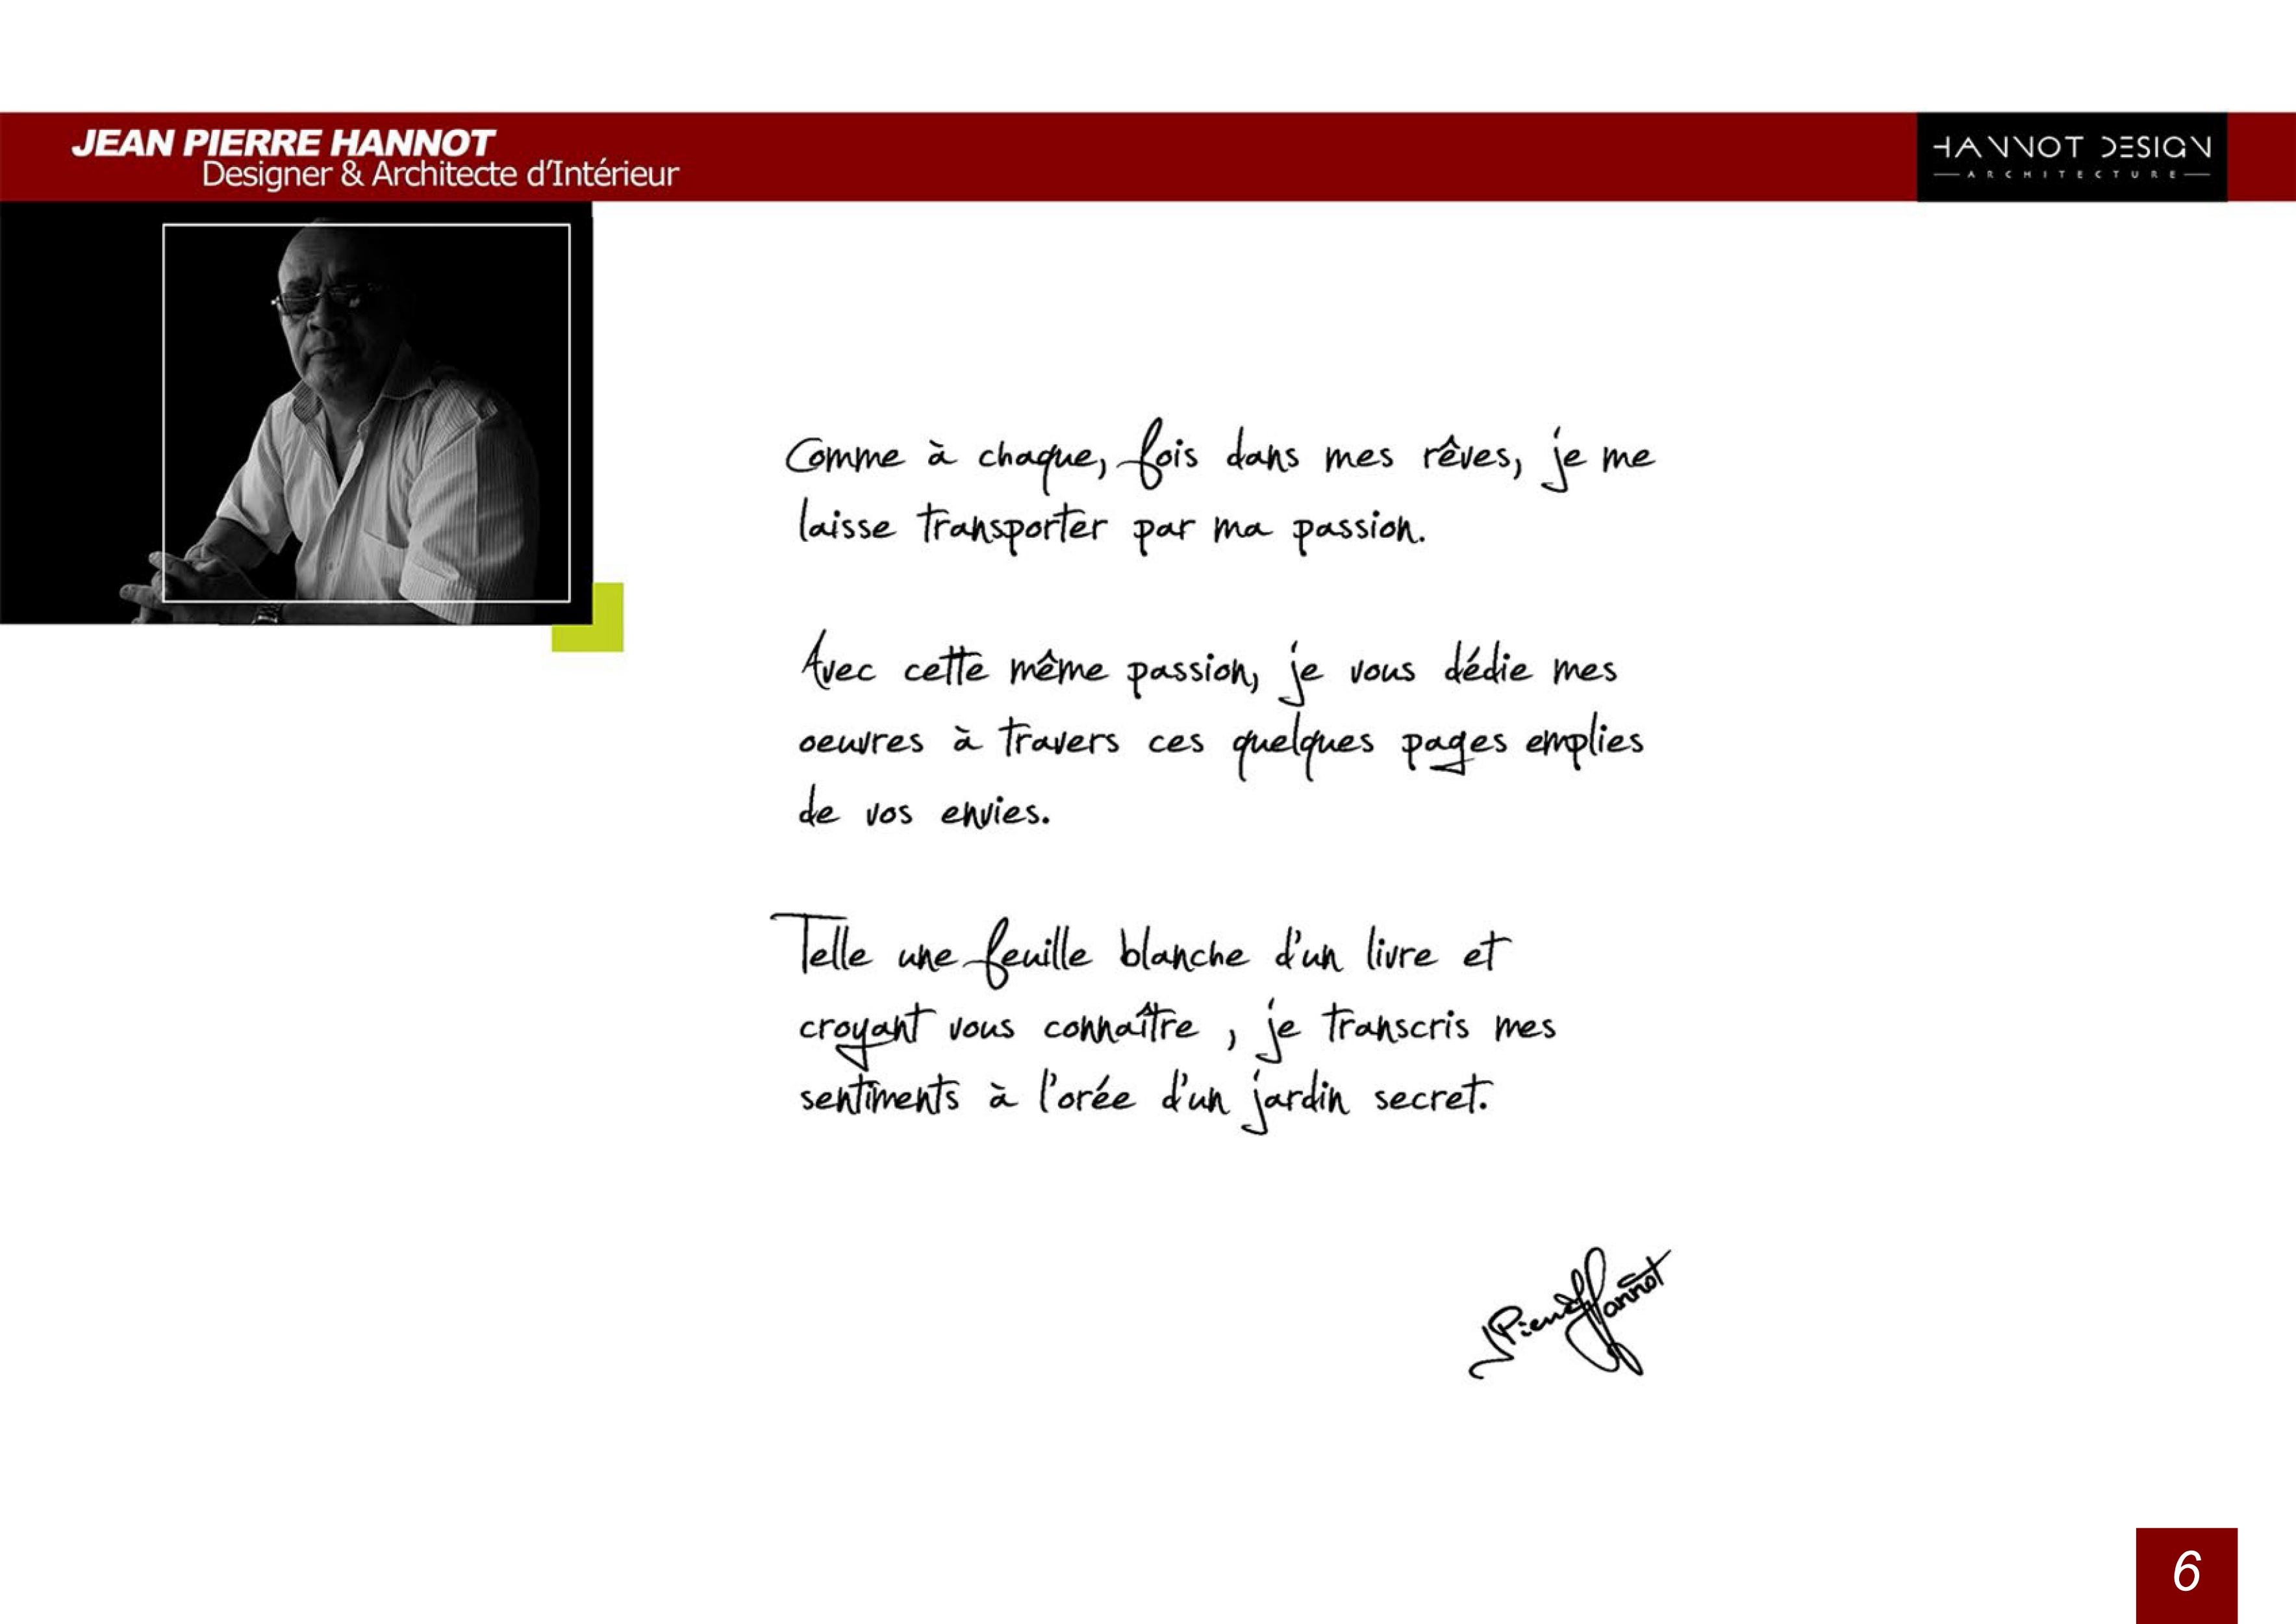 JEAN PIERRE HANNOT
Designer & Architecte d'Intérieur
HANNOT DESIGN
ARCHITECTURE
Comme à chaque, fois dans mes rêves, je me
laisse transporter par ma passion.
Avec cette même passion, je vous dédie mes
oeuvres à travers ces quelques pages emplies
de vos envies.
Telle une feuille blanche d'un livre et
croyant vous connaître , je transcris mes
sentiments à l'orée d'un jardin secret.
JPierre Hannot
6